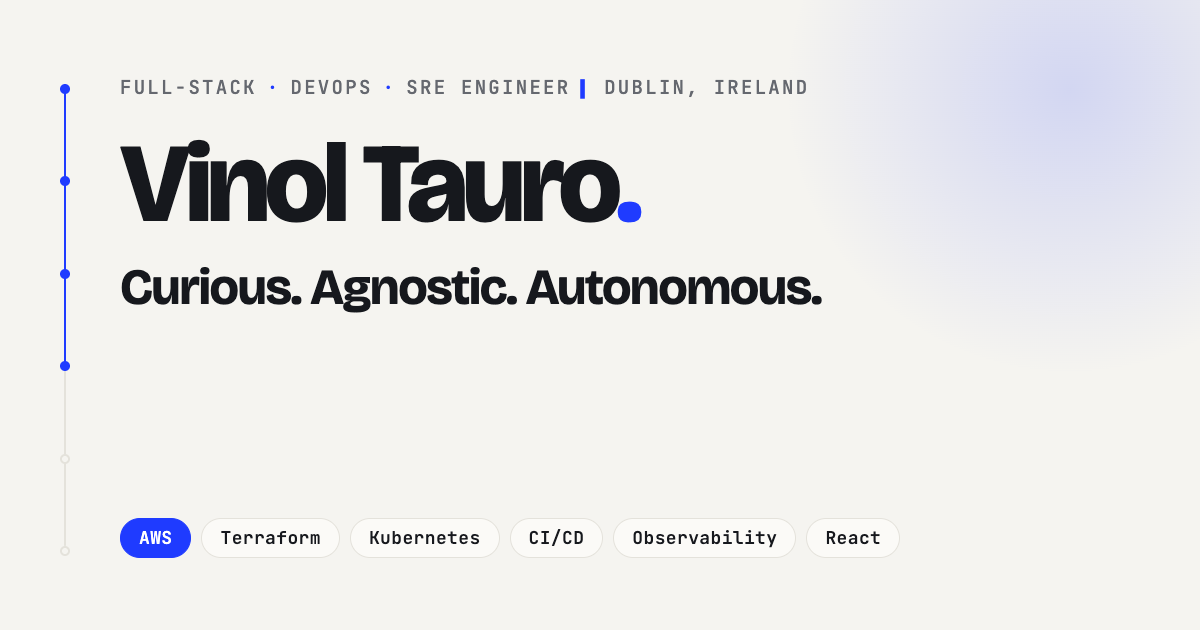 FULL-STACK · DEVOPS · SRE ENGINEER | DUBLIN, IRELAND
Vinol Tauro.
Curious. Agnostic. Autonomous.
AWS Terraform Kubernetes CI/CD Observability React